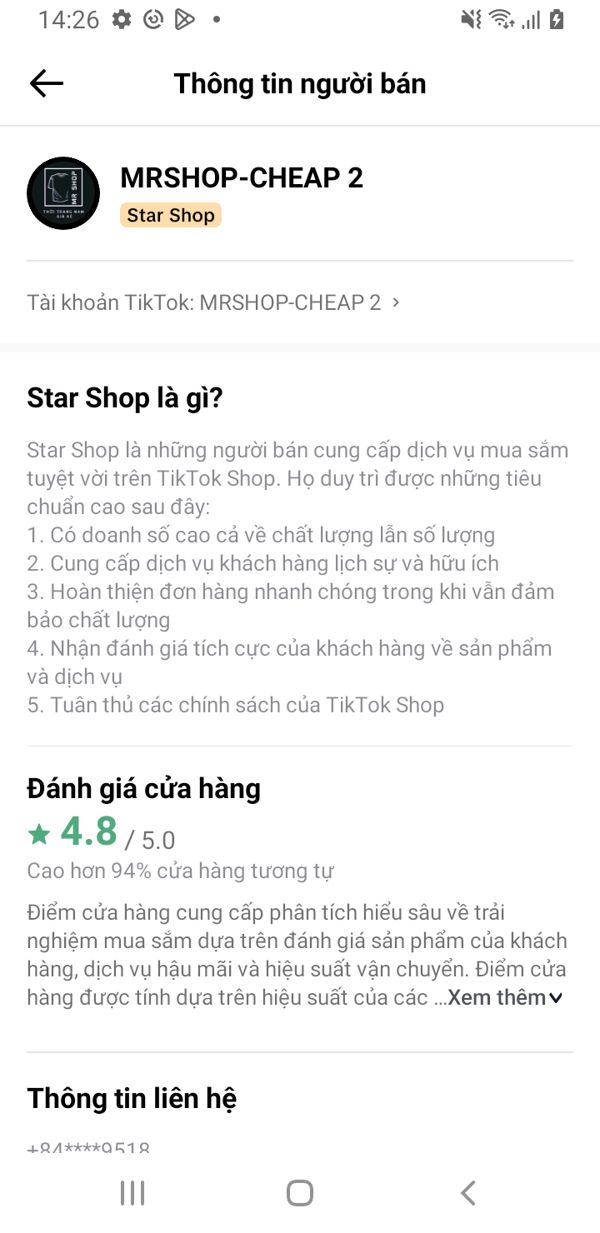 14:26
Thông tin người bán
MR SHOP
THỜI TRANG NAM
GIÁ RẺ
MRSHOP-CHEAP 2
Star Shop
Tài khoản TikTok: MRSHOP-CHEAP 2 >
Star Shop là gì?
Star Shop là những người bán cung cấp dịch vụ mua sắm
tuyệt vời trên TikTok Shop. Họ duy trì được những tiêu
chuẩn cao sau đây:
1. Có doanh số cao cả về chất lượng lẫn số lượng
2. Cung cấp dịch vụ khách hàng lịch sự và hữu ích
3. Hoàn thiện đơn hàng nhanh chóng trong khi vẫn đảm
bảo chất lượng
4. Nhận đánh giá tích cực của khách hàng về sản phẩm
và dịch vụ
5. Tuân thủ các chính sách của TikTok Shop
Đánh giá cửa hàng
4.8 / 5.0
Cao hơn 94% cửa hàng tương tự
Điểm cửa hàng cung cấp phân tích hiểu sâu về trải
nghiệm mua sắm dựa trên đánh giá sản phẩm của khách
hàng, dịch vụ hậu mãi và hiệu suất vận chuyển. Điểm cửa
hàng được tính dựa trên hiệu suất của các ...Xem thêm
Thông tin liên hệ
+84****9518